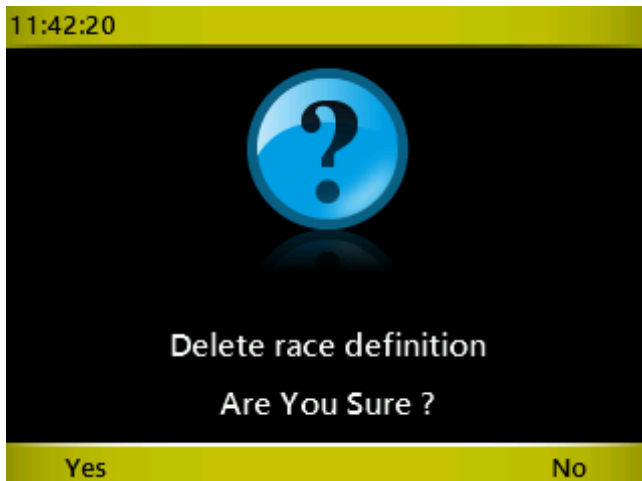 11:42:20
?
Delete race definition
Are You Sure ?
Yes No